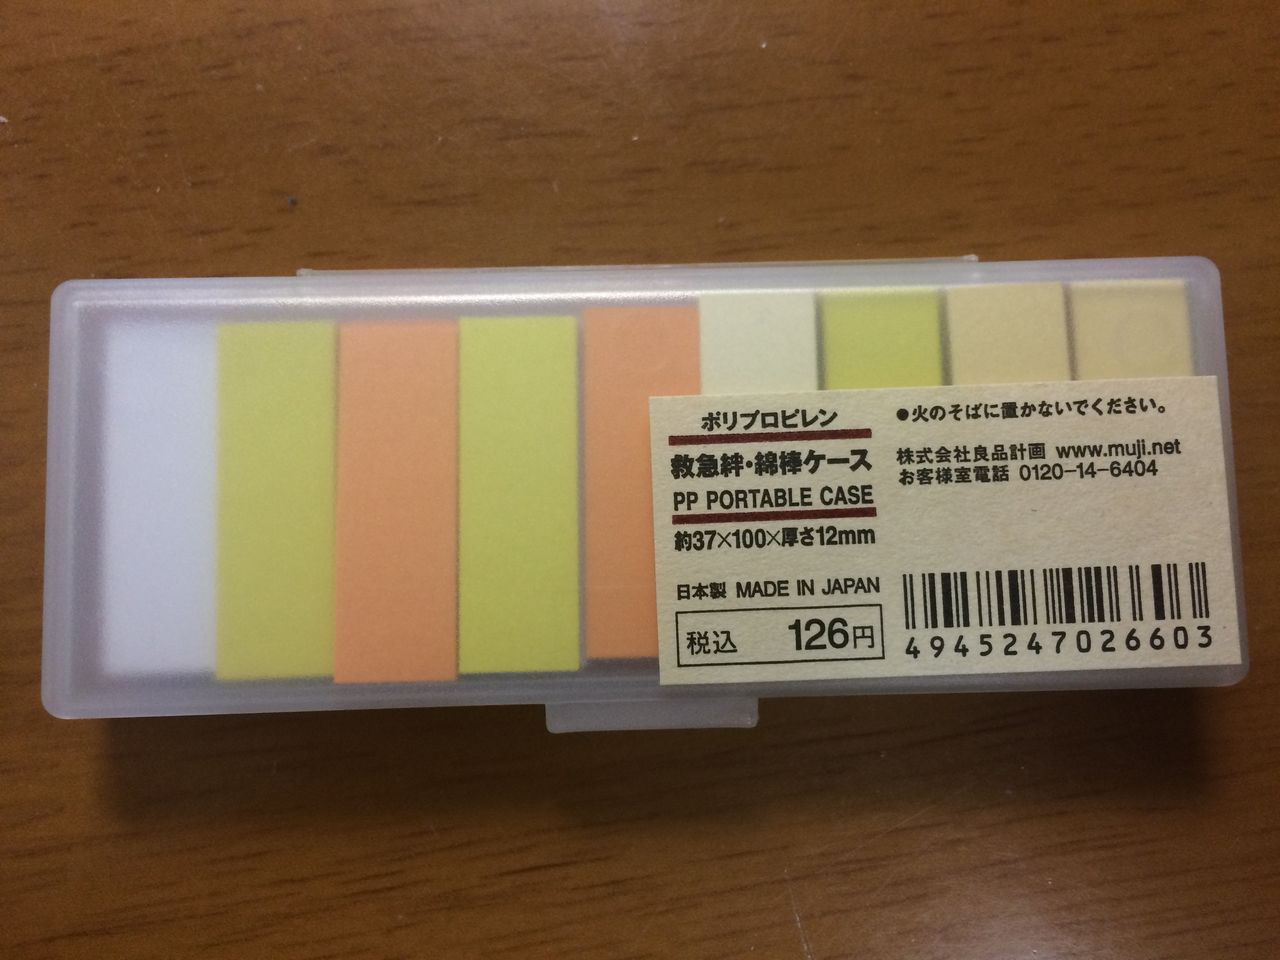 ポリプロピレン
救急絆・綿棒ケース
PP PORTABLE CASE
約37×100×厚さ12mm
日本製 MADE IN JAPAN
税込 126円
●火のそばに置かないでください。
株式会社良品計画 www.muji.net
お客様室電話 0120-14-6404
4945247026603